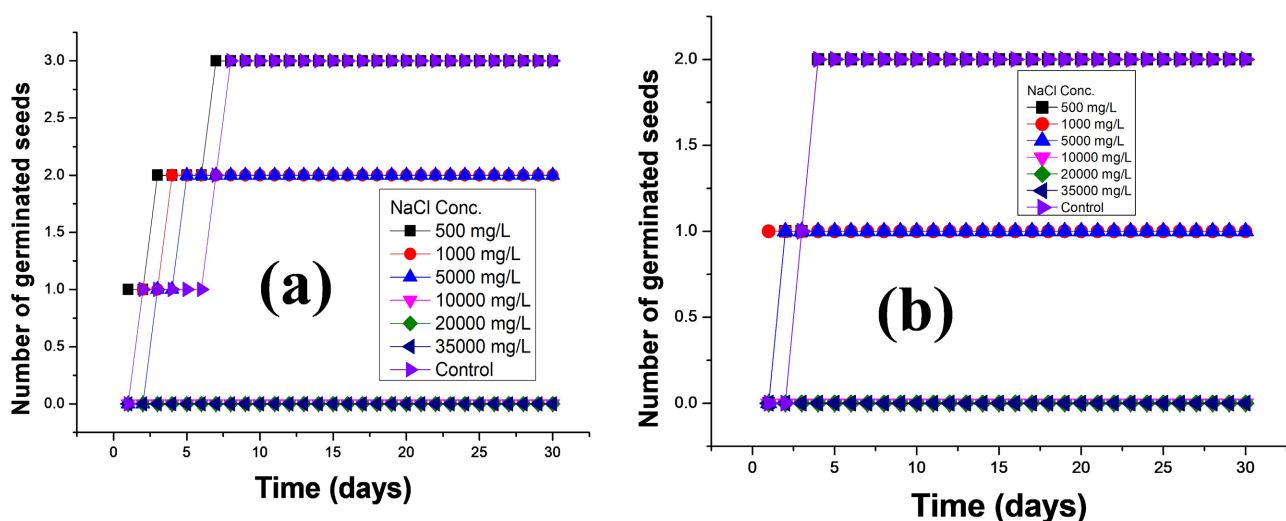 Number of germinated seeds
3.0
2.5
2.0
1.5
1.0
0.5
0.0
NaCl Conc.
500 mg/L
1000 mg/L
5000 mg/L
10000 mg/L
20000 mg/L
35000 mg/L
Control
(a)
0 5 10 15 20 25 30
Time (days)
Number of germinated seeds
2.0
1.5
1.0
0.5
0.0
NaCl Conc.
500 mg/L
1000 mg/L
5000 mg/L
10000 mg/L
20000 mg/L
35000 mg/L
Control
(b)
0 5 10 15 20 25 30
Time (days)